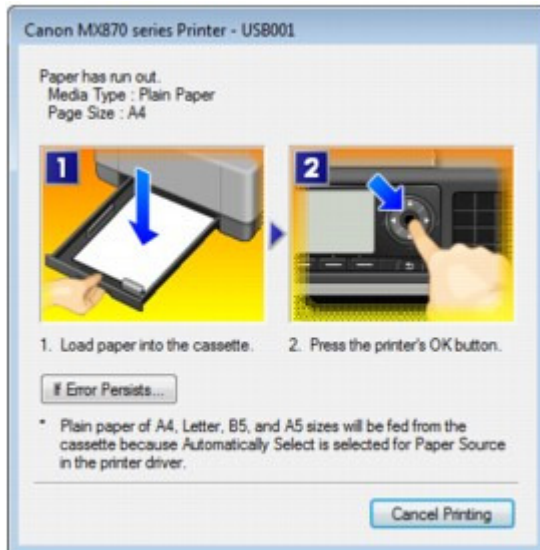 Canon MX870 series Printer - USB001
Paper has run out.
Media Type : Plain Paper
Page Size : A4
1
2
1. Load paper into the cassette.
2. Press the printer's OK button.
If Error Persists...
* Plain paper of A4, Letter, B5, and A5 sizes will be fed from the
cassette because Automatically Select is selected for Paper Source
in the printer driver.
Cancel Printing